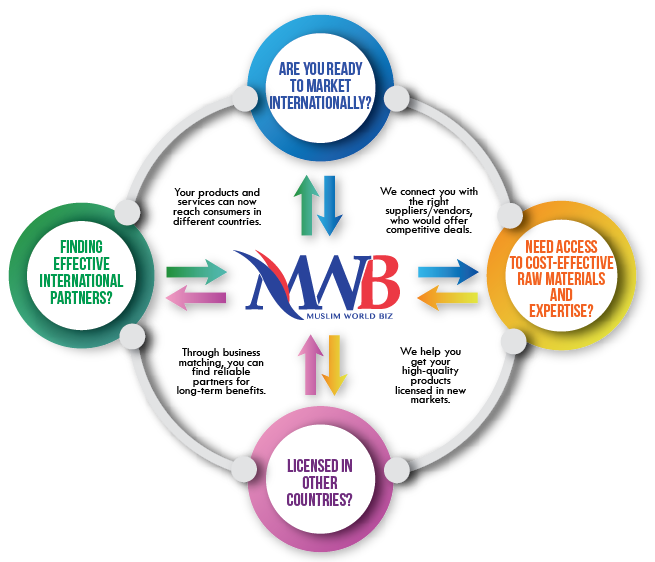 ARE YOU READY
TO MARKET
INTERNATIONALLY?
Your products and
services can now
reach consumers in
different countries.
We connect you with
the right
suppliers/vendors,
who would offer
competitive deals.
FINDING
EFFECTIVE
INTERNATIONAL
PARTNERS?
MWB
MUSLIM WORLD BIZ
NEED ACCESS
TO COST-EFFECTIVE
RAW MATERIALS
AND
EXPERTISE?
Through business
matching, you can
find reliable
partners for
long-term benefits.
We help you
get your
high-quality
products
licensed in new
markets.
LICENSED IN
OTHER
COUNTRIES?